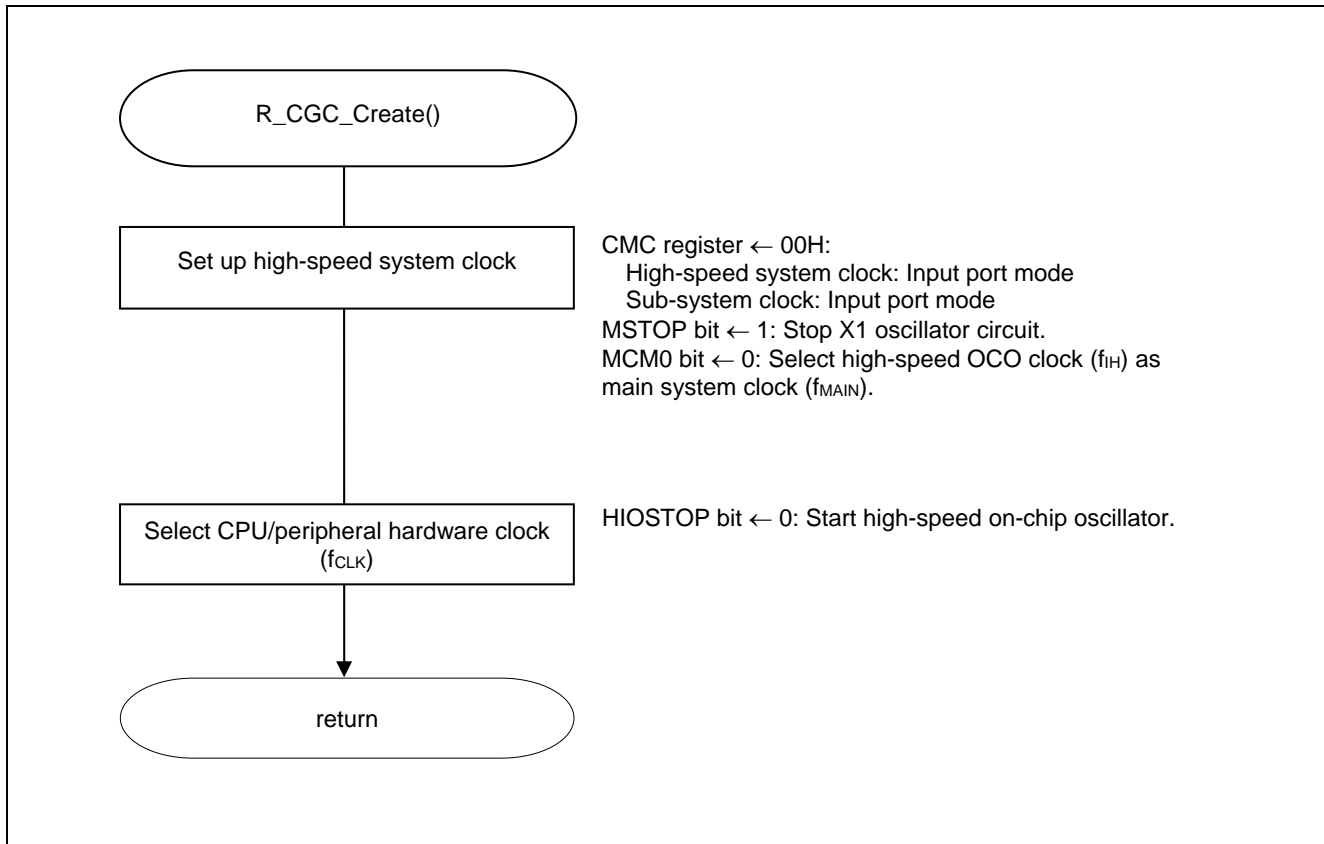 R_CGC_Create()
Set up high-speed system clock
CMC register ← 00H:
High-speed system clock: Input port mode
Sub-system clock: Input port mode
MSTOP bit ← 1: Stop X1 oscillator circuit.
MCM0 bit ← 0: Select high-speed OCO clock (fIH) as
main system clock (fMAIN).
Select CPU/peripheral hardware clock
(fCLK)
HIOSTOP bit ← 0: Start high-speed on-chip oscillator.
return